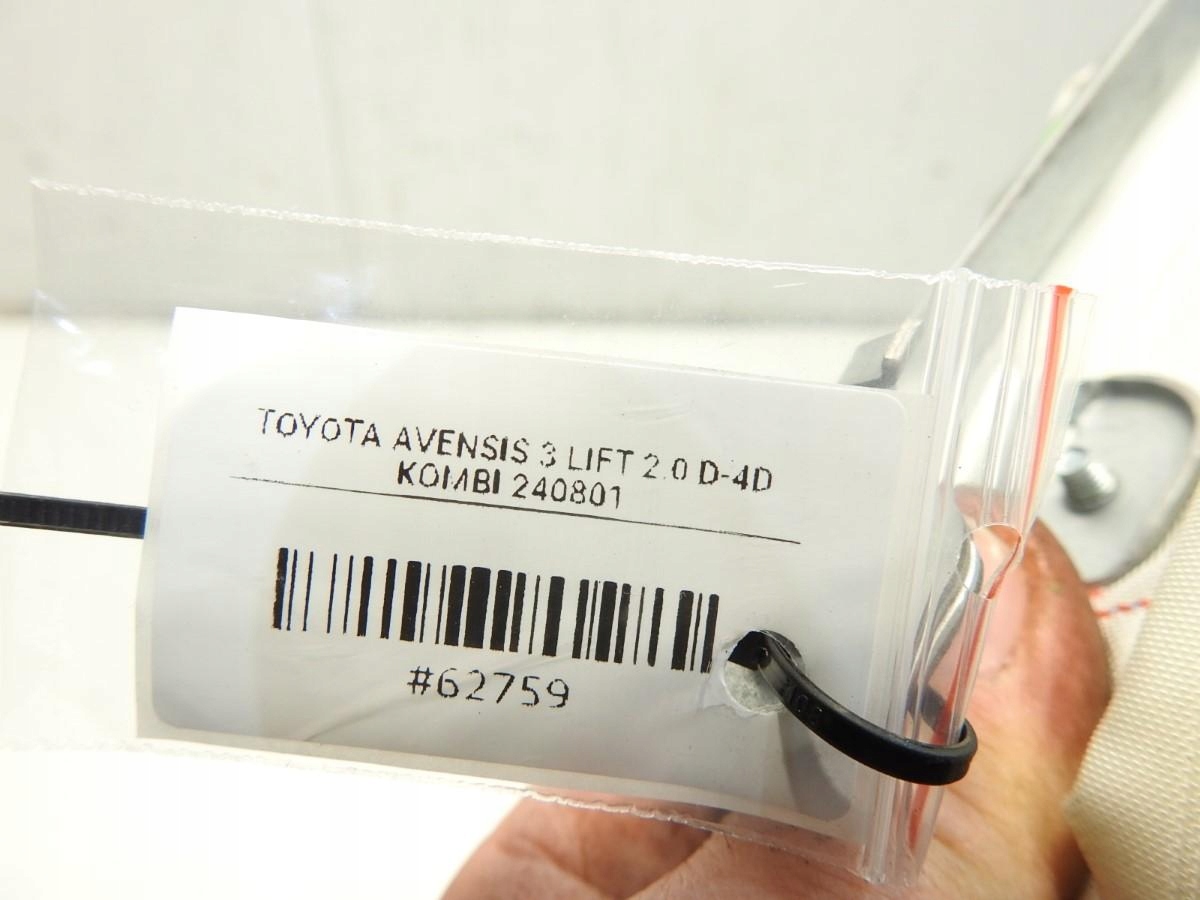 TOYOTA AVENSIS 3 LIFT 2.0 D-4D
KOMBI 240801
#62759